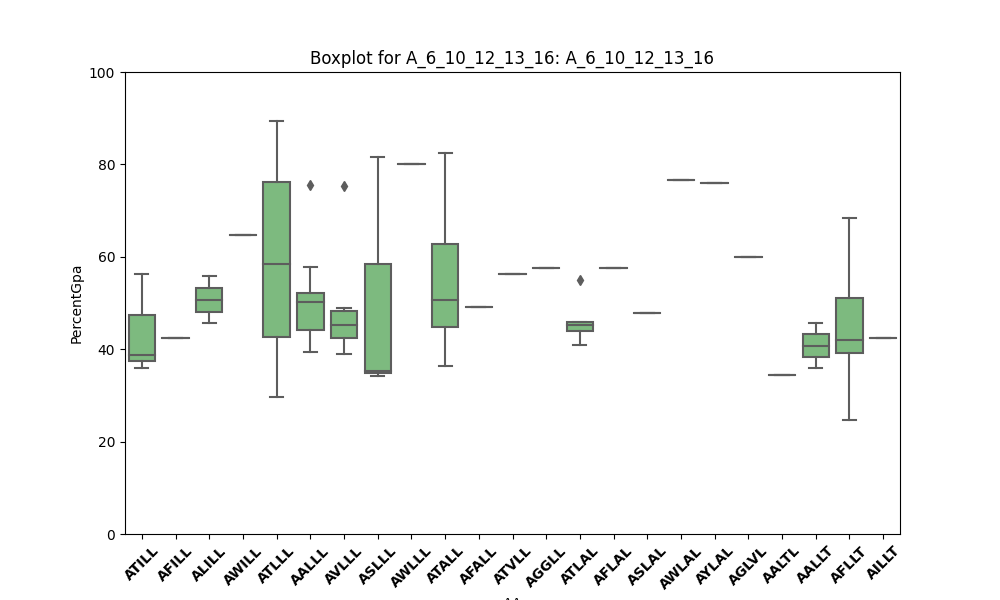 Boxplot for A_6_10_12_13_16: A_6_10_12_13_16
PercentGpa
100
80
60
40
20
0
ATILL
AFILL
ALILL
AWILL
ATLLL
AALLL
AVLLL
ASLLL
AWLLL
ATALL
AFALL
ATVLL
AGGLL
ATLAL
AFLAL
ASLAL
AWLAL
AYLAL
AGLVL
AALTL
AALLT
AFLLT
AILLT